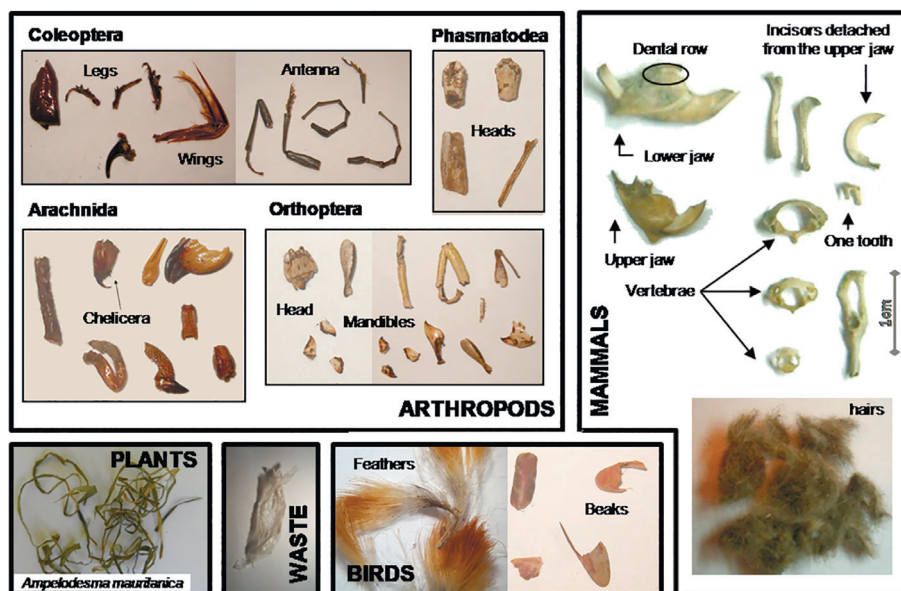 Coleoptera
Legs
Wings
Antenna
Phasmatodea
Heads
Arachnida
Chelicera
Orthoptera
Head
Mandibles
ARTHROPODS
Dental row
Incisors detached
from the upper jaw
Lower jaw
Upper jaw
One tooth
Vertebrae
1cm
MAMMALS
hairs
PLANTS
Ampelodesma mauritanica
WASTE
Feathers
BIRDS
Beaks